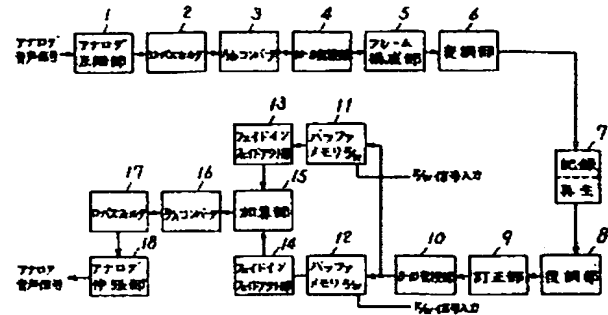 1
2
3
4
5
6
アナログ
音声信号
アナログ
圧縮部
ローパスフィルタ
A/Dコンバータ
フレーム
構成部
変調部
7
記録
再生
13
11
フェイドイン
フェイドアウト部
バッファ
メモリR/W
R/W信号入力
17
16
15
ローパスフィルタ
D/Aコンバータ
加算部
18
14
12
10
9
8
アナログ
音声信号
アナログ
伸張部
フェイドイン
フェイドアウト部
バッファ
メモリR/W
訂正部
復調部
R/W信号入力